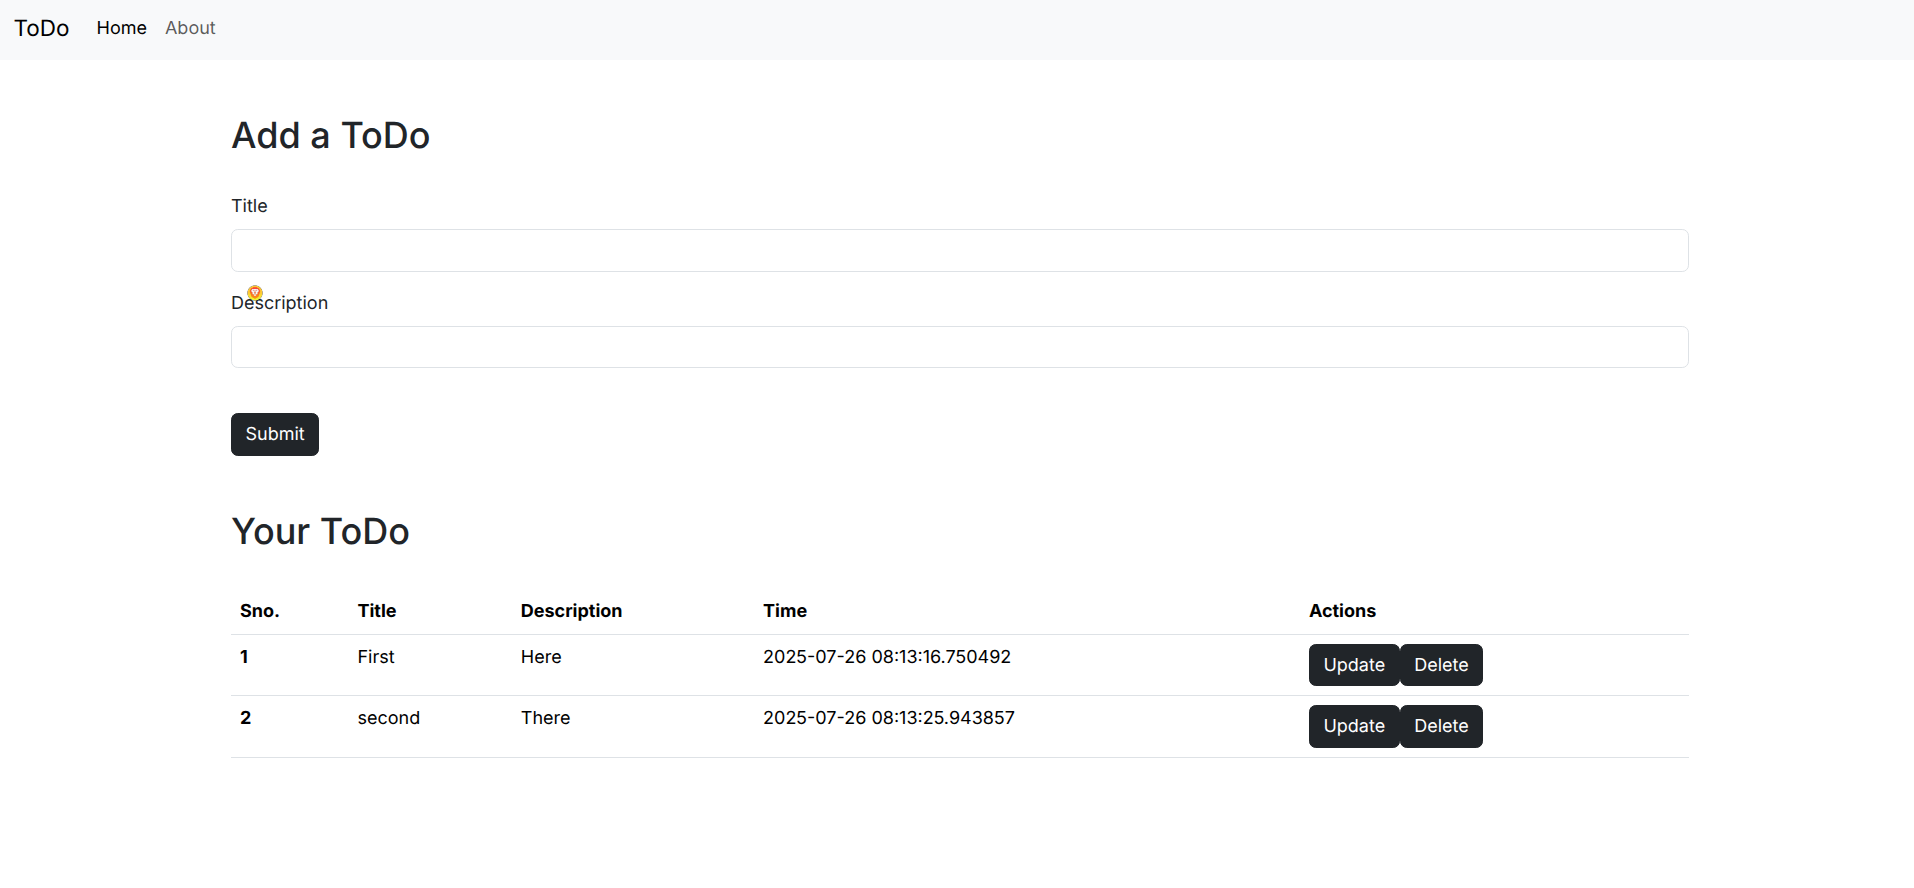 ToDo Home About
Add a ToDo
Title
Description
Submit
Your ToDo
Sno. Title Description Time Actions
1 First Here 2025-07-26 08:13:16.750492 Update Delete
2 second There 2025-07-26 08:13:25.943857 Update Delete